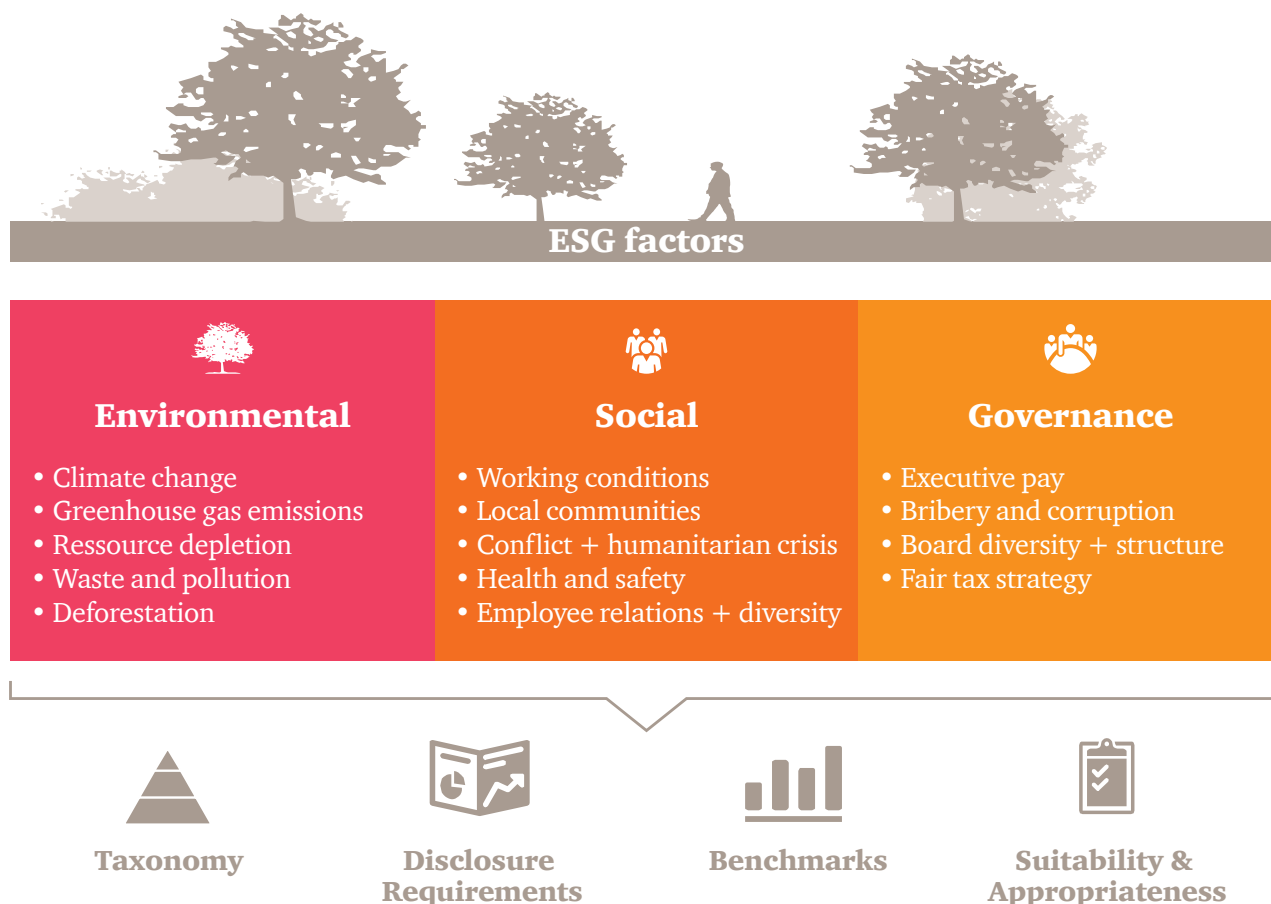 ESG factors
Environmental
• Climate change
• Greenhouse gas emissions
• Ressource depletion
• Waste and pollution
• Deforestation
Social
• Working conditions
• Local communities
• Conflict + humanitarian crisis
• Health and safety
• Employee relations + diversity
Governance
• Executive pay
• Bribery and corruption
• Board diversity + structure
• Fair tax strategy
Taxonomy
Disclosure
Requirements
Benchmarks
Suitability &
Appropriateness